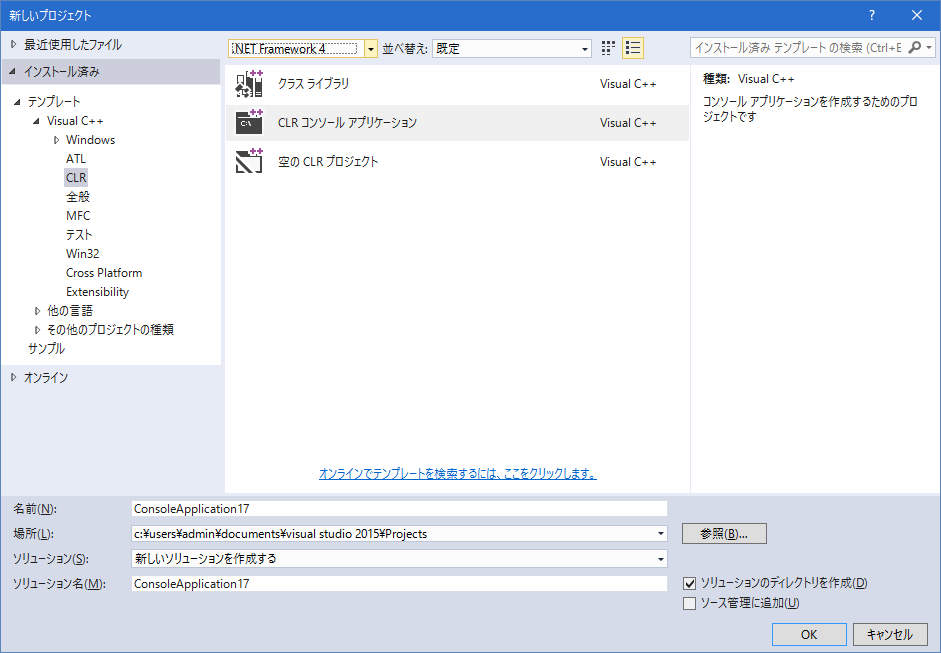 新しいプロジェクト
?
最近使用したファイル
.NET Framework 4
並べ替え: 既定
インストール済み テンプレート の検索 (Ctrl+E
インストール済み
テンプレート
Visual C++
Windows
ATL
CLR
全般
MFC
テスト
Win32
Cross Platform
Extensibility
他の言語
その他のプロジェクトの種類
サンプル
オンライン
クラス ライブラリ Visual C++
CLR コンソール アプリケーション Visual C++
空の CLR プロジェクト Visual C++
オンラインでテンプレートを検索するには、ここをクリックします。
種類: Visual C++
コンソール アプリケーションを作成するためのプロ
ジェクトです
名前(N): ConsoleApplication17
場所(L): c:¥users¥admin¥documents¥visual studio 2015¥Projects
参照(B)...
ソリューション(S): 新しいソリューションを作成する
ソリューション名(M): ConsoleApplication17
ソリューションのディレクトリを作成(D)
ソース管理に追加(U)
OK
キャンセル